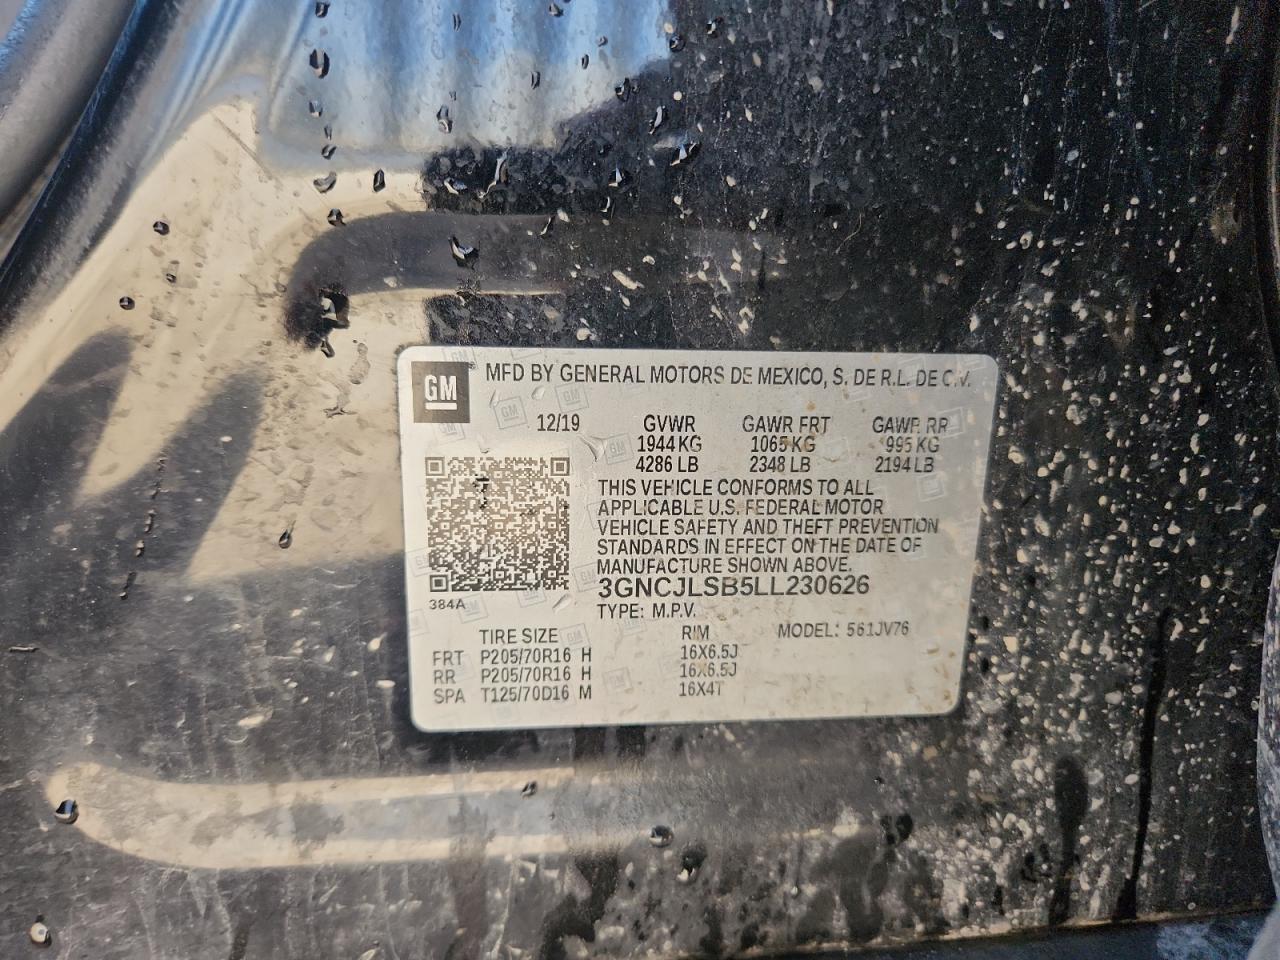 GM MFD BY GENERAL MOTORS DE MEXICO, S. DE R.L. DE C.V.
12/19 GVWR GAWR FRT GAWR RR
1944 KG 1065 KG 995 KG
4286 LB 2348 LB 2194 LB
THIS VEHICLE CONFORMS TO ALL
APPLICABLE U.S. FEDERAL MOTOR
VEHICLE SAFETY AND THEFT PREVENTION
STANDARDS IN EFFECT ON THE DATE OF
MANUFACTURE SHOWN ABOVE.
3GNCJLSB5LL230626
384A TYPE: M.P.V.
TIRE SIZE RIM MODEL: 561JV76
FRT P205/70R16 H 16X6.5J
RR P205/70R16 H 16X6.5J
SPA T125/70D16 M 16X4T